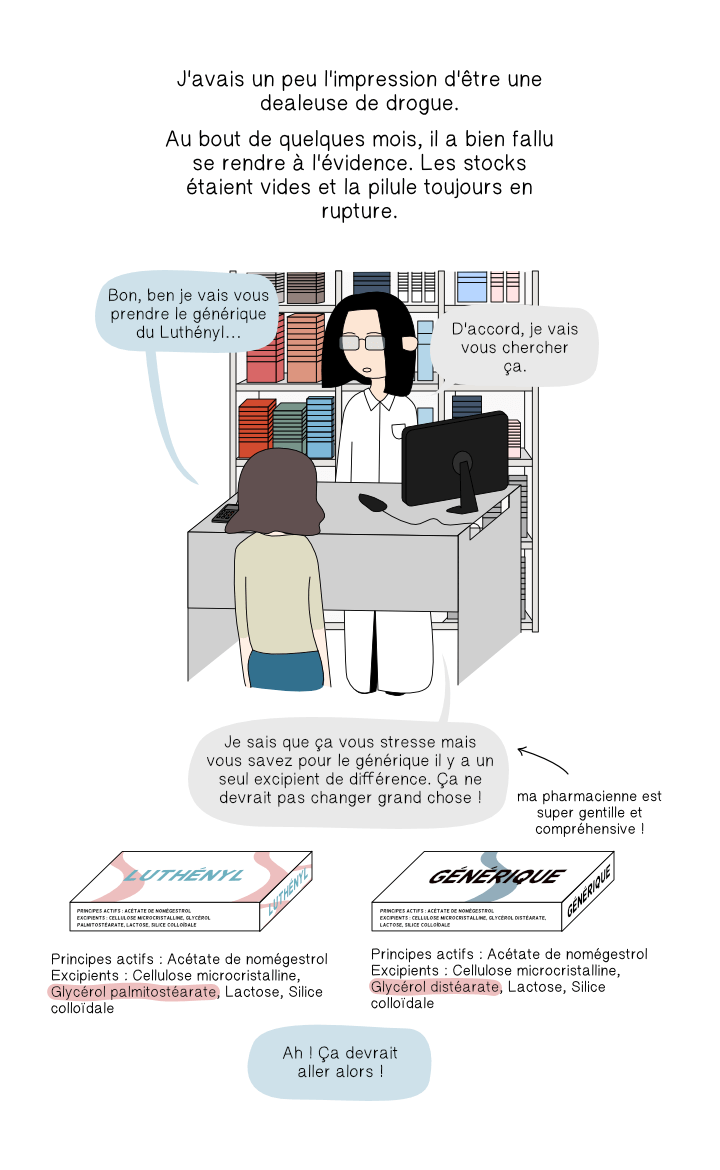 J'avais un peu l'impression d'être une
dealeuse de drogue.
Au bout de quelques mois, il a bien fallu
se rendre à l'évidence. Les stocks
étaient vides et la pilule toujours en
rupture.
Bon, ben je vais vous
prendre le générique
du Luthényl...
D'accord, je vais
vous chercher
ça.
Je sais que ça vous stresse mais
vous savez pour le générique il y a un
seul excipient de différence. Ça ne
devrait pas changer grand chose !
ma pharmacienne est
super gentille et
compréhensive !
LUTHÉNYL
LUTHÉNYL
PRINCIPES ACTIFS : ACÉTATE DE NOMÉGESTROL
EXCIPIENTS : CELLULOSE MICROCRISTALLINE, GLYCÉROL
PALMITOSTÉARATE, LACTOSE, SILICE COLLOÏDALE
GÉNÉRIQUE
GÉNÉRIQUE
PRINCIPES ACTIFS : ACÉTATE DE NOMÉGESTROL
EXCIPIENTS : CELLULOSE MICROCRISTALLINE, GLYCÉROL DISTÉARATE,
LACTOSE, SILICE COLLOÏDALE
Principes actifs : Acétate de nomégestrol
Excipients : Cellulose microcristalline,
Glycérol palmitostéarate, Lactose, Silice
colloïdale
Principes actifs : Acétate de nomégestrol
Excipients : Cellulose microcristalline,
Glycérol distéarate, Lactose, Silice
colloïdale
Ah ! Ça devrait
aller alors !